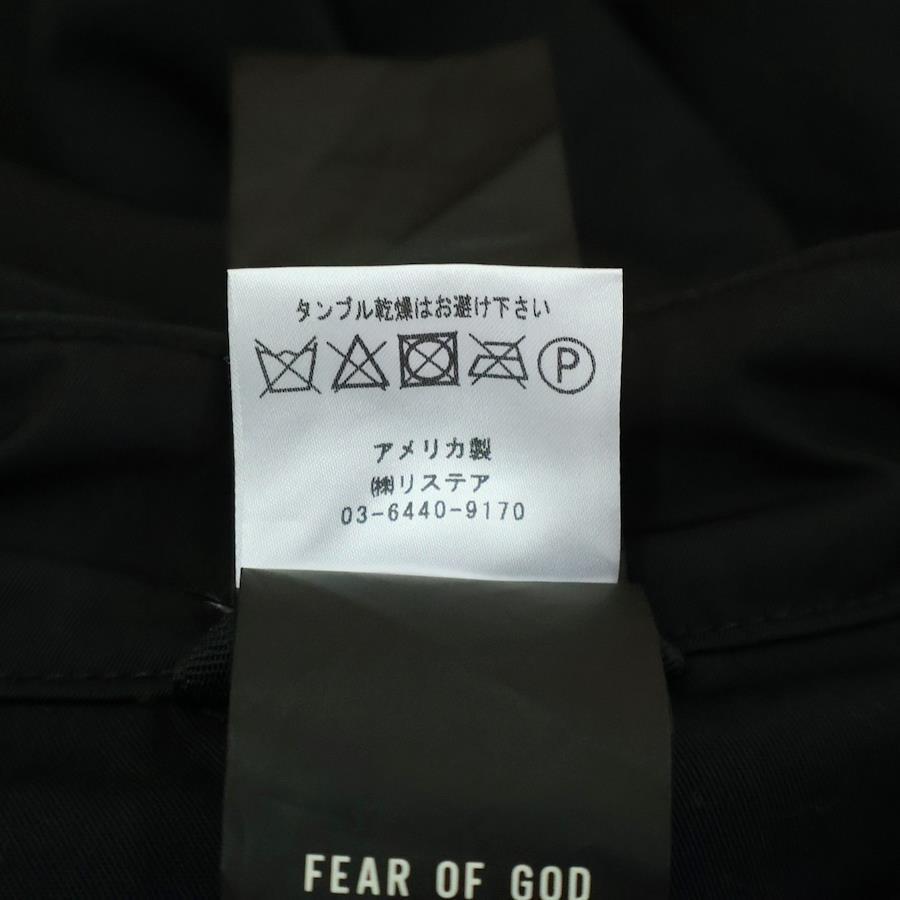 タンブル乾燥はお避け下さい
P
アメリカ製
㈱リステア
03-6440-9170
FEAR OF GOD